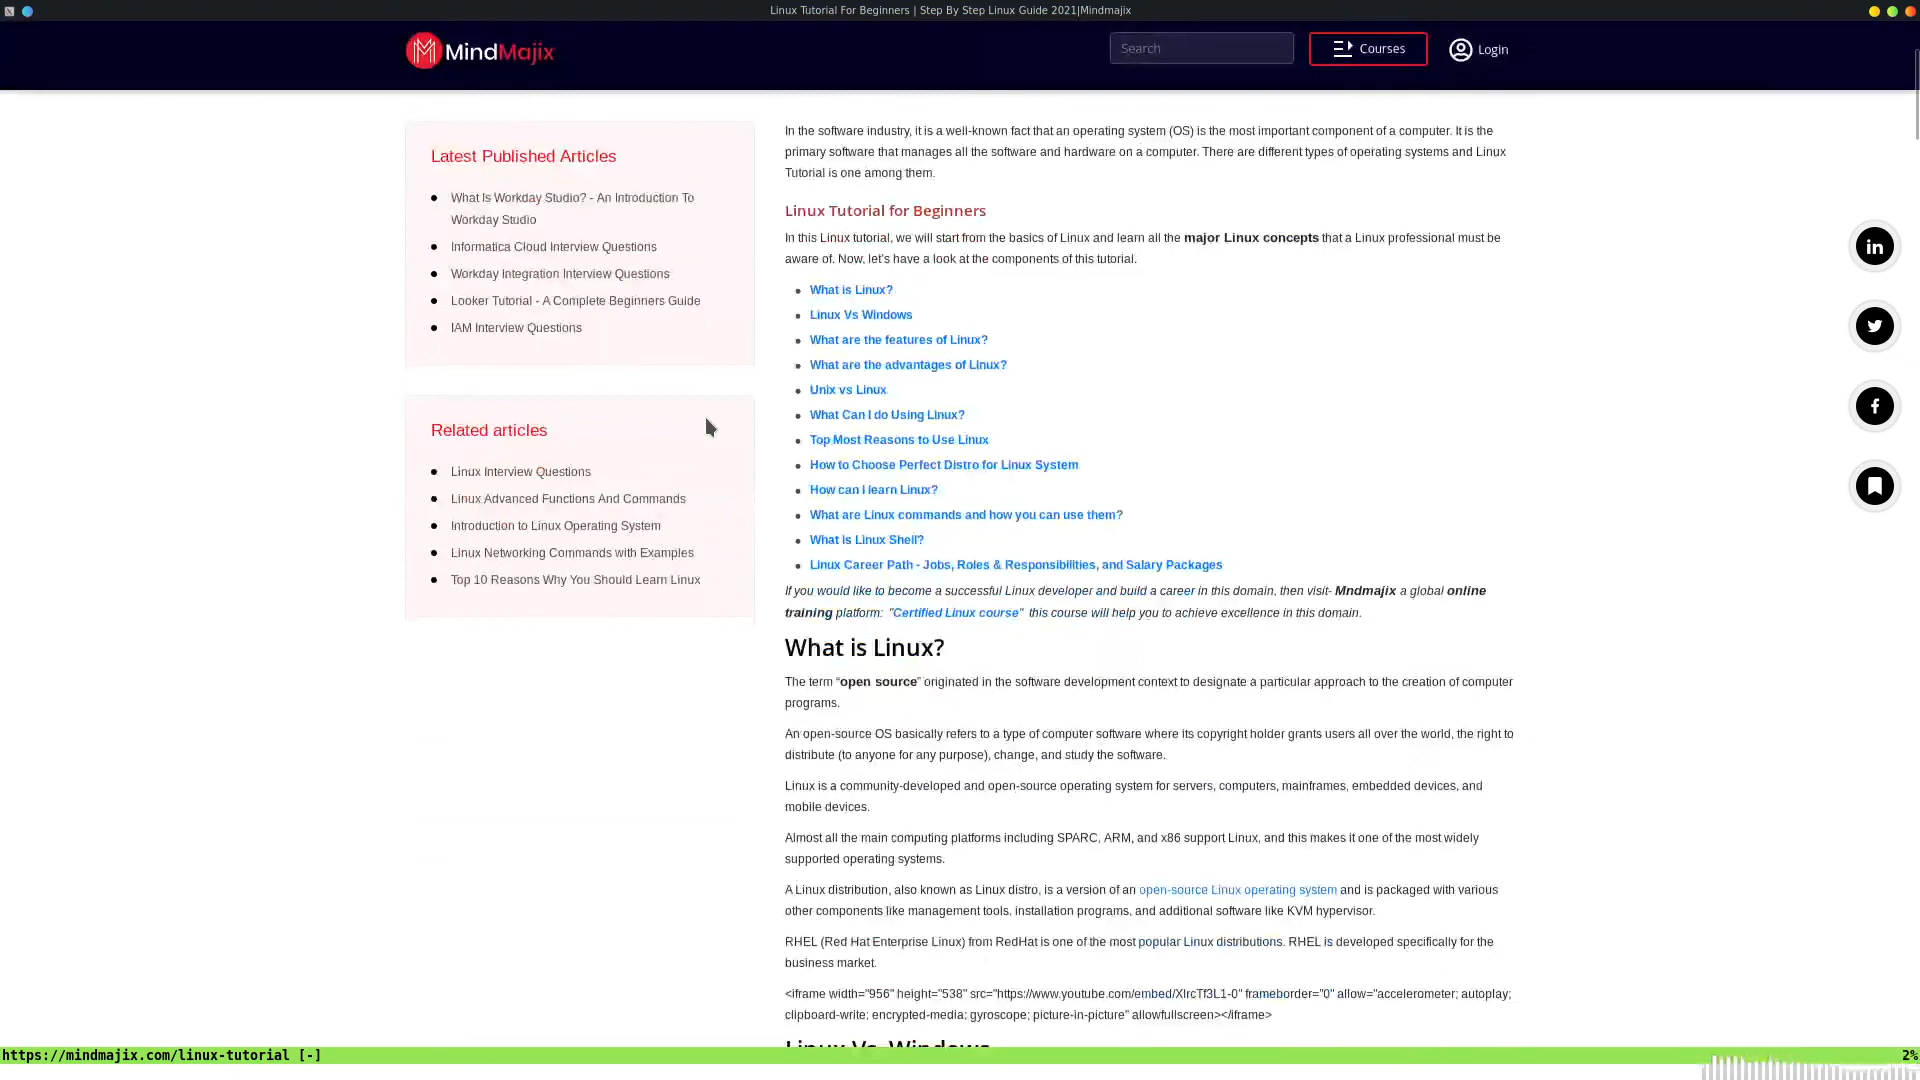 Linux Tutorial For Beginners | Step By Step Linux Guide 2021|Mindmajix
MindMajix
Search
Courses
Login
Latest Published Articles
What Is Workday Studio? - An Introduction To
Workday Studio
Informatica Cloud Interview Questions
Workday Integration Interview Questions
Looker Tutorial - A Complete Beginners Guide
IAM Interview Questions
Related articles
Linux Interview Questions
Linux Advanced Functions And Commands
Introduction to Linux Operating System
Linux Networking Commands with Examples
Top 10 Reasons Why You Should Learn Linux
In the software industry, it is a well-known fact that an operating system (OS) is the most important component of a computer. It is the
primary software that manages all the software and hardware on a computer. There are different types of operating systems and Linux
Tutorial is one among them.
Linux Tutorial for Beginners
In this Linux tutorial, we will start from the basics of Linux and learn all the major Linux concepts that a Linux professional must be
aware of. Now, let's have a look at the components of this tutorial.
What is Linux?
Linux Vs Windows
What are the features of Linux?
What are the advantages of Linux?
Unix vs Linux
What Can I do Using Linux?
Top Most Reasons to Use Linux
How to Choose Perfect Distro for Linux System
How can I learn Linux?
What are Linux commands and how you can use them?
What is Linux Shell?
Linux Career Path - Jobs, Roles & Responsibilities, and Salary Packages
If you would like to become a successful Linux developer and build a career in this domain, then visit- Mndmajix a global online
training platform: "Certified Linux course" this course will help you to achieve excellence in this domain.
What is Linux?
The term “open source” originated in the software development context to designate a particular approach to the creation of computer
programs.
An open-source OS basically refers to a type of computer software where its copyright holder grants users all over the world, the right to
distribute (to anyone for any purpose), change, and study the software.
Linux is a community-developed and open-source operating system for servers, computers, mainframes, embedded devices, and
mobile devices.
Almost all the main computing platforms including SPARC, ARM, and x86 support Linux, and this makes it one of the most widely
supported operating systems.
A Linux distribution, also known as Linux distro, is a version of an open-source Linux operating system and is packaged with various
other components like management tools, installation programs, and additional software like KVM hypervisor.
RHEL (Red Hat Enterprise Linux) from RedHat is one of the most popular Linux distributions. RHEL is developed specifically for the
business market.
<iframe width="956" height="538" src="https://www.youtube.com/embed/XlrcTf3L1-0" frameborder="0" allow="accelerometer; autoplay;
clipboard-write; encrypted-media; gyroscope; picture-in-picture" allowfullscreen></iframe>
Linux Vs. Windows
https://mindmajix.com/linux-tutorial [-]
2%